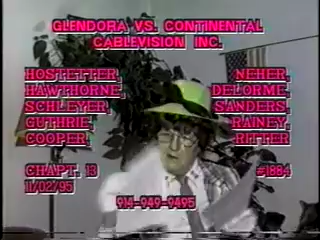 GLENDORA VS. CONTINENTAL
CABLEVISION INC.
HOSTETTER, NEHER,
HAWTHORNE, DELORME,
SCHLEYER, SANDERS,
GUTHRIE, RAINEY,
COOPER, RITTER
CHAPT. 13 #1884
11/02/95
914-949-9495